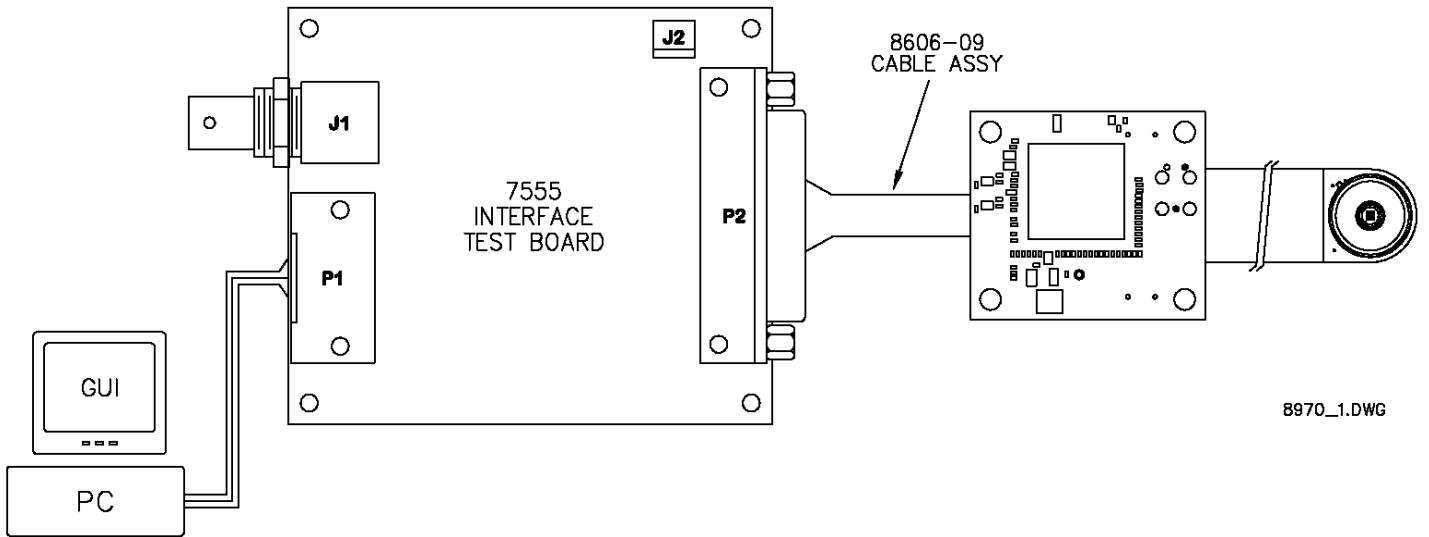 J2
8606-09
CABLE ASSY
J1
7555
INTERFACE
TEST BOARD
P2
P1
GUI
8970_1.DWG
PC